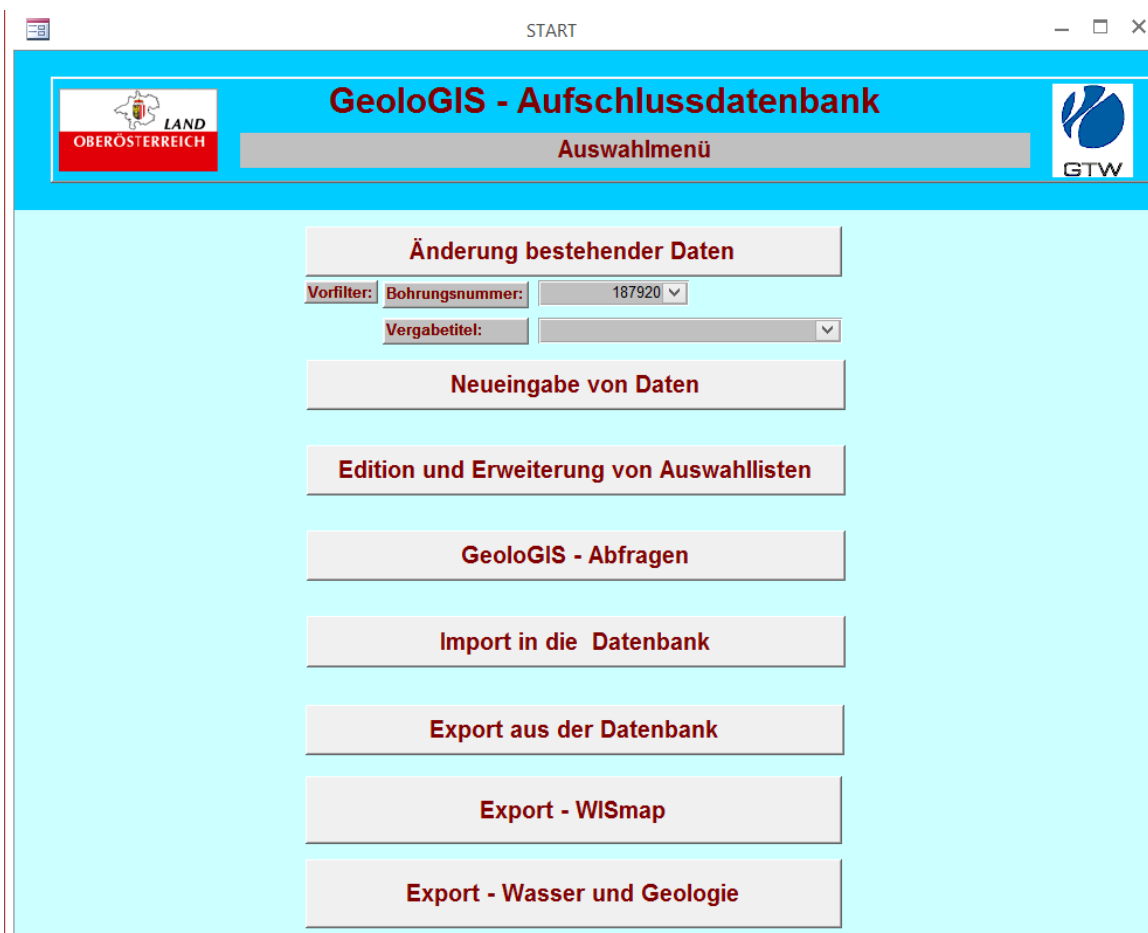 START
GeoloGIS - Aufschlussdatenbank
LAND
OBERÖSTERREICH
Auswahlmenü
GTW
Änderung bestehender Daten
Vorfilter: Bohrungsnummer: 187920
Vergabetitel:
Neueingabe von Daten
Edition und Erweiterung von Auswahllisten
GeoloGIS - Abfragen
Import in die  Datenbank
Export aus der Datenbank
Export - WISmap
Export - Wasser und Geologie